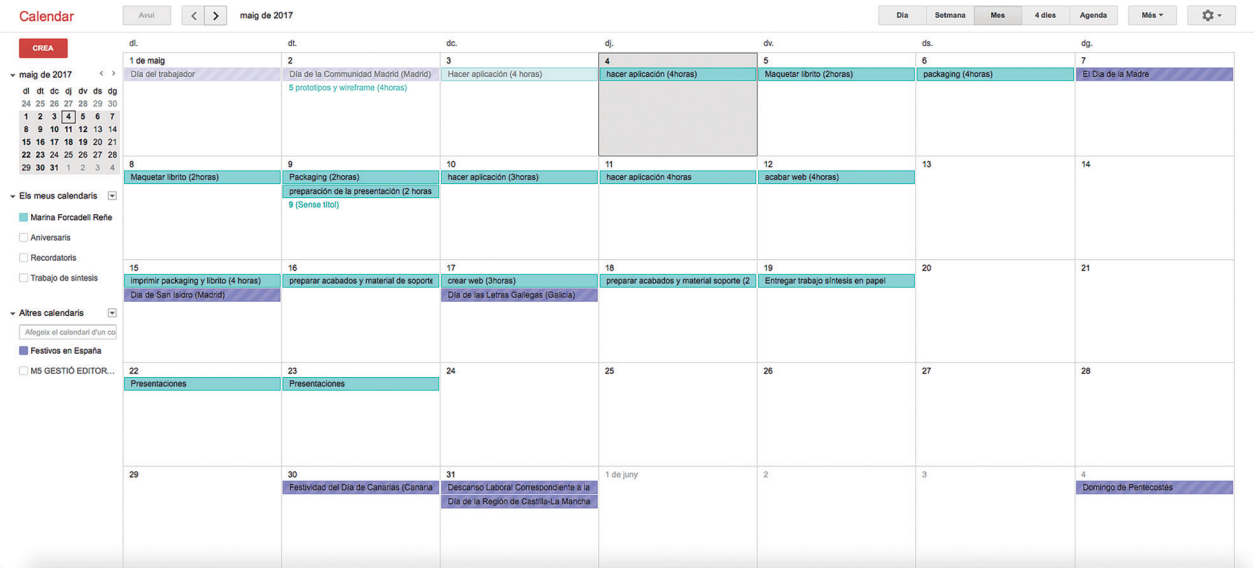 Calendar
Avui
maig de 2017
Dia Setmana Mes 4 dies Agenda
Més
CREA
maig de 2017
dl dt dc dj dv ds dg
24 25 26 27 28 29 30
1 2 3 4 5 6 7
8 9 10 11 12 13 14
15 16 17 18 19 20 21
22 23 24 25 26 27 28
29 30 31 1 2 3 4
Els meus calendaris
Marina Forcadell Reñe
Aniversaris
Recordatoris
Trabajo de sintesis
Altres calendaris
Afegeix el calendari d'un co
Festivos en España
M5 GESTIÓ EDITOR...
dl. dt. dc. dj. dv. ds. dg.
1 de maig 2 3 4 5 6 7
Día del trabajador
Día de la Communidad Madrid (Madrid)
Hacer aplicación (4 horas)
hacer aplicación (4horas)
Maquetar librito (2horas)
packaging (4horas)
El Día de la Madre
5 prototipos y wireframe (4horas)
8 9 10 11 12 13 14
Maquetar librito (2horas)
Packaging (2horas)
hacer aplicación (3horas)
hacer aplicación 4horas
acabar web (4horas)
preparación de la presentación (2 horas
9 (Sense títol)
15 16 17 18 19 20 21
imprimir packaging y librito (4 horas)
preparar acabados y material de soporte
crear web (3horas)
preparar acabados y material soporte (2
Entregar trabajo síntesis en papel
Dia de San Isidro (Madrid)
Día de las Letras Gallegas (Galicia)
22 23 24 25 26 27 28
Presentaciones
Presentaciones
29 30 31 1 de juny 2 3 4
Festividad del Día de Canarias (Canaria
Descanso Laboral Correspondiente a la
Domingo de Pentecostés
Día de la Región de Castilla-La Mancha